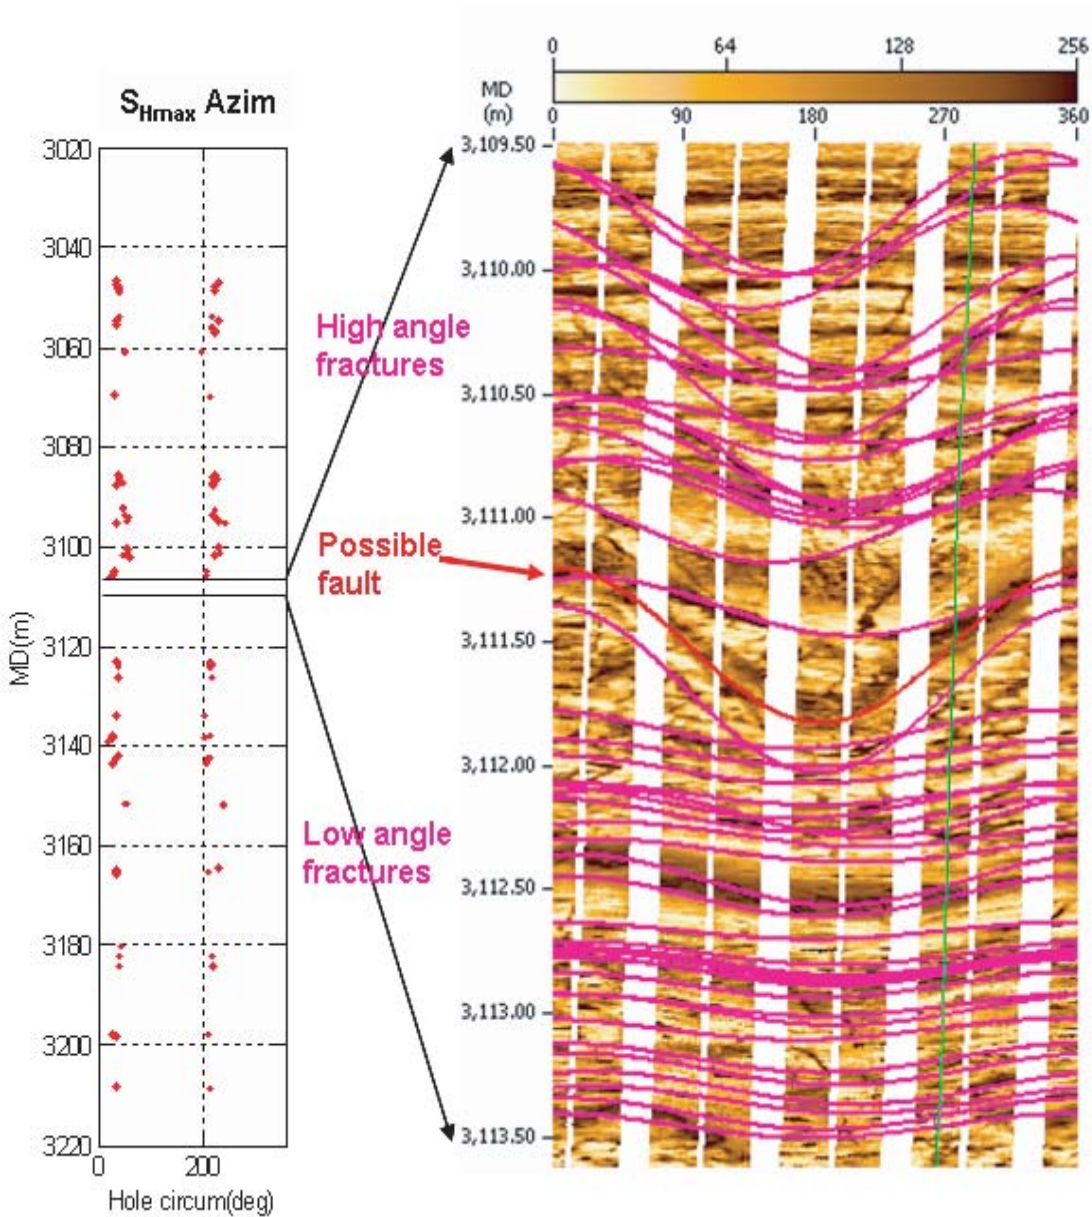 S_Hmax Azim
3020
3040
3060
3080
3100
3120
3140
3160
3180
3200
3220
MD(m)
0 200
Hole circum(deg)
High angle
fractures
Possible
fault
Low angle
fractures
0 64 128 256
MD
(m)
0 90 180 270 360
3,109.50
3,110.00
3,110.50
3,111.00
3,111.50
3,112.00
3,112.50
3,113.00
3,113.50